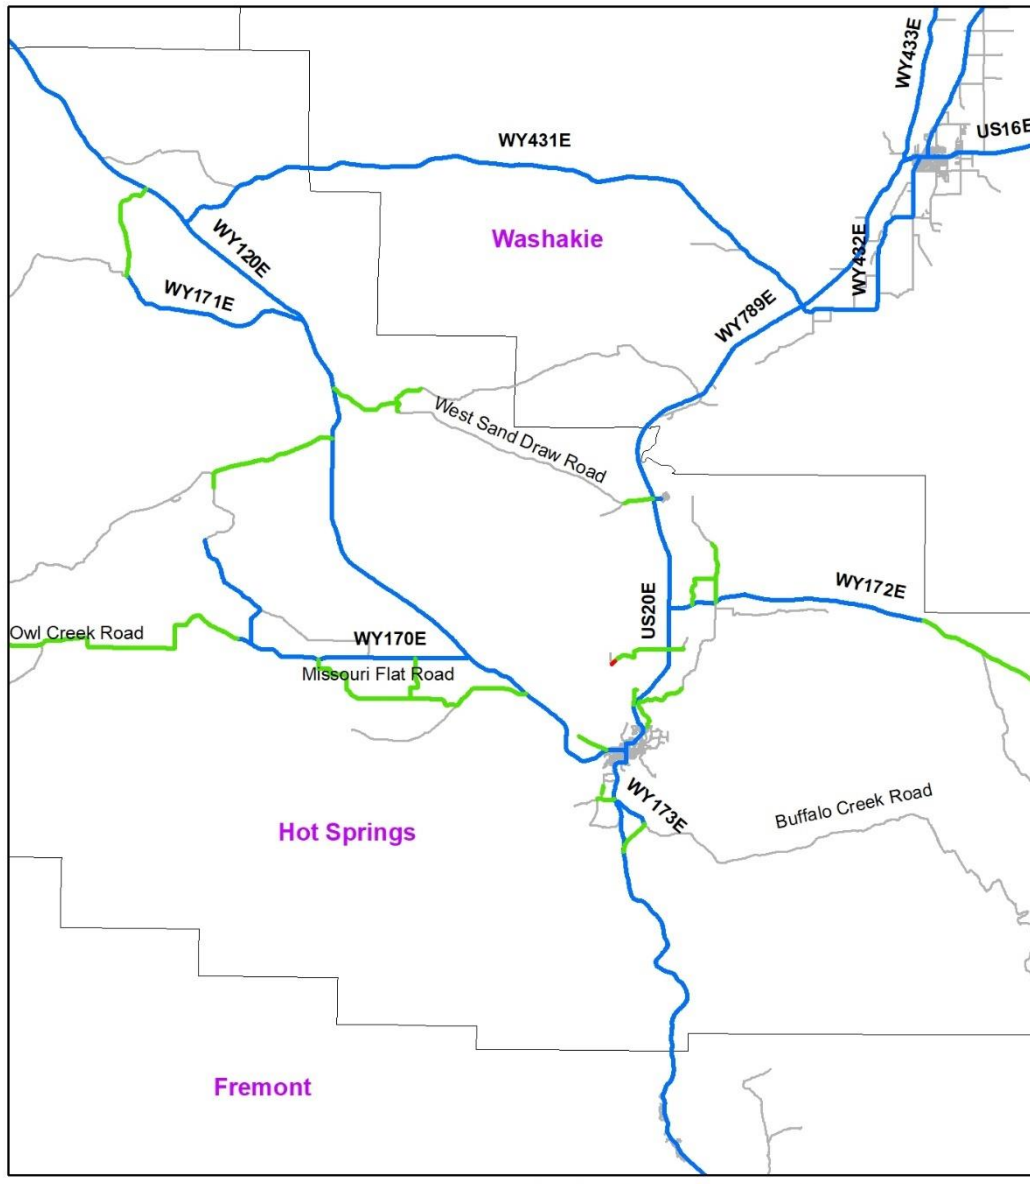 WY433E
US16E
WY431E
Washakie
WY120E
WY432E
WY171E
WY789E
West Sand Draw Road
WY172E
US20E
Owl Creek Road
WY170E
Missouri Flat Road
WY173E
Buffalo Creek Road
Hot Springs
Fremont